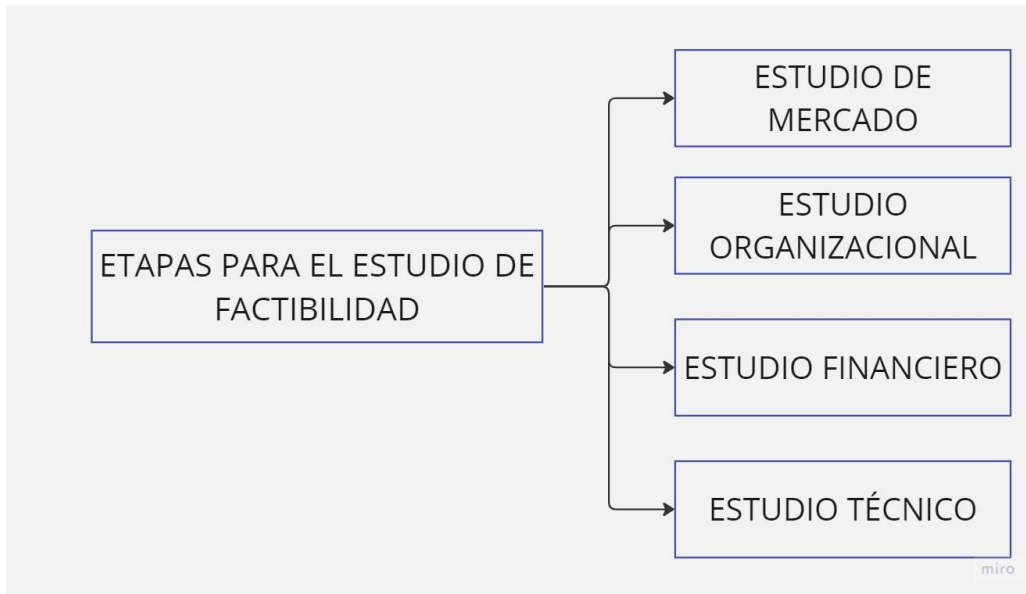 ESTUDIO DE
MERCADO
ESTUDIO
ORGANIZACIONAL
ETAPAS PARA EL ESTUDIO DE
FACTIBILIDAD
ESTUDIO FINANCIERO
ESTUDIO TÉCNICO
miro